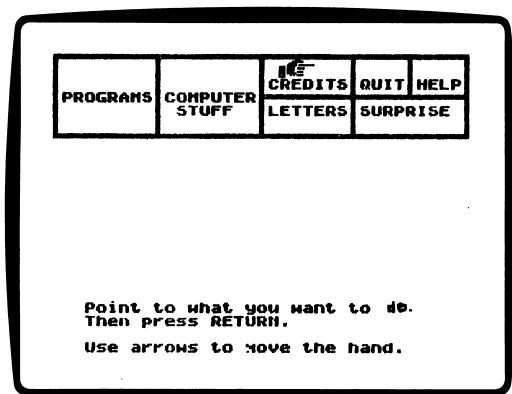 PROGRAMS
COMPUTER
STUFF
CREDITS
QUIT
HELP
LETTERS
SURPRISE
Point to what you want to do.
Then press RETURN.
Use arrows to move the hand.